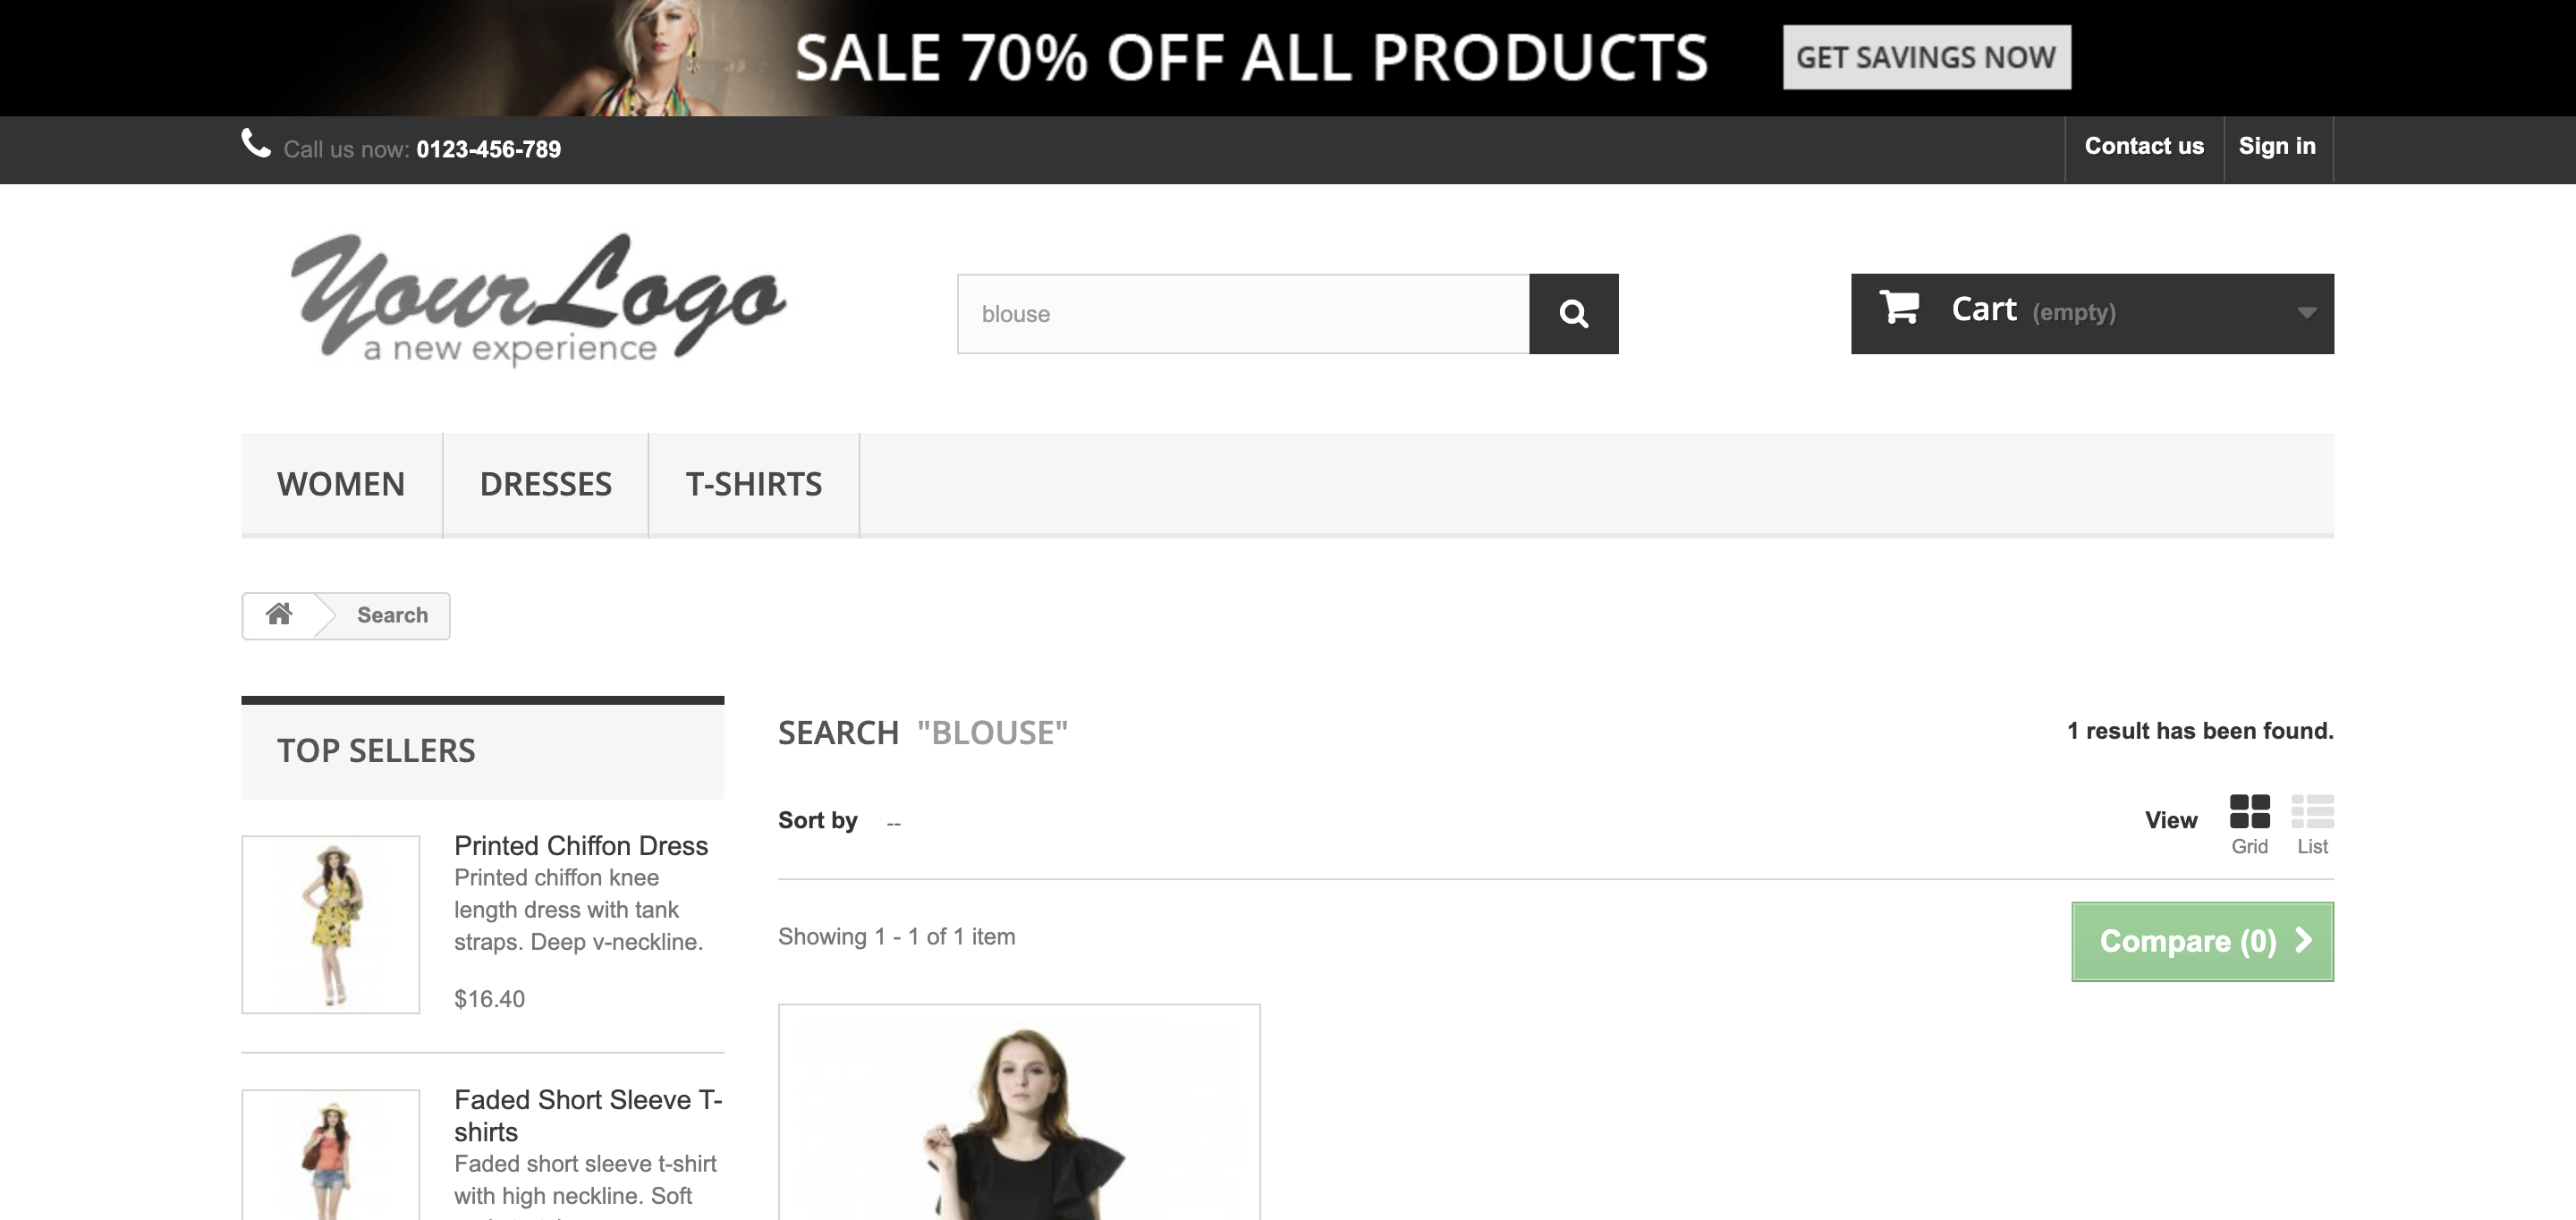 SALE 70% OFF ALL PRODUCTS
GET SAVINGS NOW
Call us now: 0123-456-789
Contact us
Sign in
Your Logo
a new experience
blouse
Cart (empty)
WOMEN
DRESSES
T-SHIRTS
Search
TOP SELLERS
Printed Chiffon Dress
Printed chiffon knee
length dress with tank
straps. Deep v-neckline.
$16.40
Faded Short Sleeve T-
shirts
Faded short sleeve t-shirt
with high neckline. Soft
SEARCH "BLOUSE"
1 result has been found.
Sort by --
View
Grid
List
Showing 1 - 1 of 1 item
Compare (0)